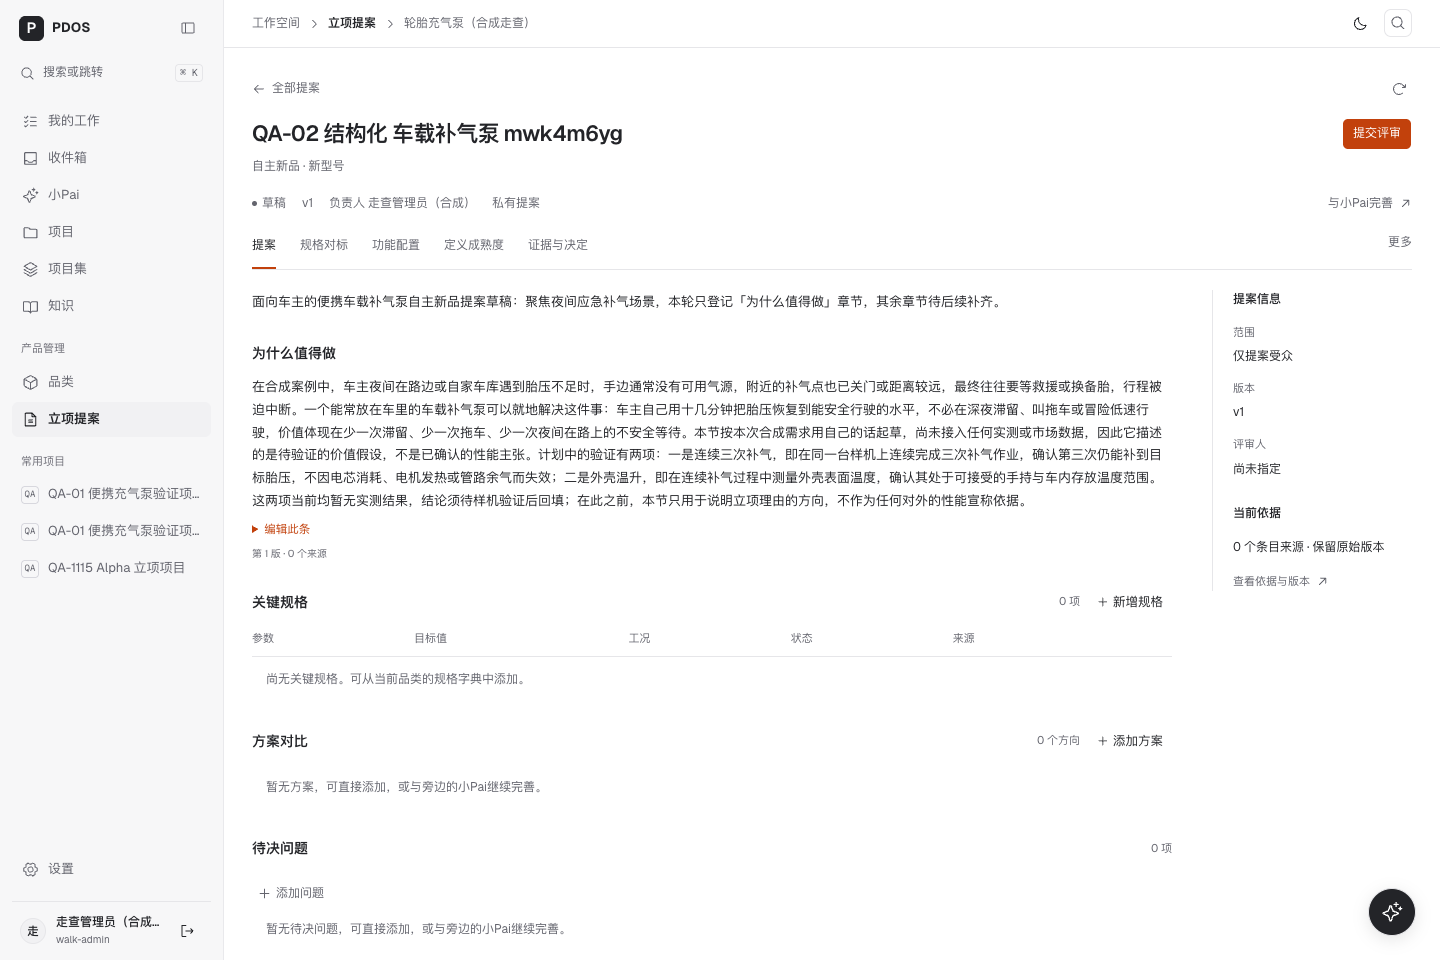 P PDOS
搜索或跳转 ⌘ K
我的工作
收件箱
小Pai
项目
项目集
知识
产品管理
品类
立项提案
常用项目
QA QA-01 便携充气泵验证项...
QA QA-01 便携充气泵验证项...
QA QA-1115 Alpha 立项项目
设置
走 走查管理员（合成...
walk-admin
工作空间 > 立项提案 > 轮胎充气泵（合成走查）
← 全部提案
QA-02 结构化 车载补气泵 mwk4m6yg
提交评审
自主新品 · 新型号
• 草稿 v1 负责人 走查管理员（合成） 私有提案
与小Pai完善 ↗
提案 规格对标 功能配置 定义成熟度 证据与决定
更多
面向车主的便携车载补气泵自主新品提案草稿：聚焦夜间应急补气场景，本轮只登记「为什么值得做」章节，其余章节待后续补齐。
为什么值得做
在合成案例中，车主夜间在路边或自家车库遇到胎压不足时，手边通常没有可用气源，附近的补气点也已关门或距离较远，最终往往要等救援或换备胎，行程被
迫中断。一个能常放在车里的车载补气泵可以就地解决这件事：车主自己用十几分钟把胎压恢复到能安全行驶的水平，不必在深夜滞留、叫拖车或冒险低速行
驶，价值体现在少一次滞留、少一次拖车、少一次夜间在路上的不安全等待。本节按本次合成需求用自己的话起草，尚未接入任何实测或市场数据，因此它描述
的是待验证的价值假设，不是已确认的性能主张。计划中的验证有两项：一是连续三次补气，即在同一台样机上连续完成三次补气作业，确认第三次仍能补到目
标胎压，不因电芯消耗、电机发热或管路余气而失效；二是外壳温升，即在连续补气过程中测量外壳表面温度，确认其处于可接受的手持与车内存放温度范围。
这两项当前均暂无实测结果，结论须待样机验证后回填；在此之前，本节只用于说明立项理由的方向，不作为任何对外的性能宣称依据。
▶ 编辑此条
第 1 版 · 0 个来源
关键规格
0 项 + 新增规格
参数 目标值 工况 状态 来源
尚无关键规格。可从当前品类的规格字典中添加。
方案对比
0 个方向 + 添加方案
暂无方案，可直接添加，或与旁边的小Pai继续完善。
待决问题
0 项
+ 添加问题
暂无待决问题，可直接添加，或与旁边的小Pai继续完善。
提案信息
范围
仅提案受众
版本
v1
评审人
尚未指定
当前依据
0 个条目来源 · 保留原始版本
查看依据与版本 ↗